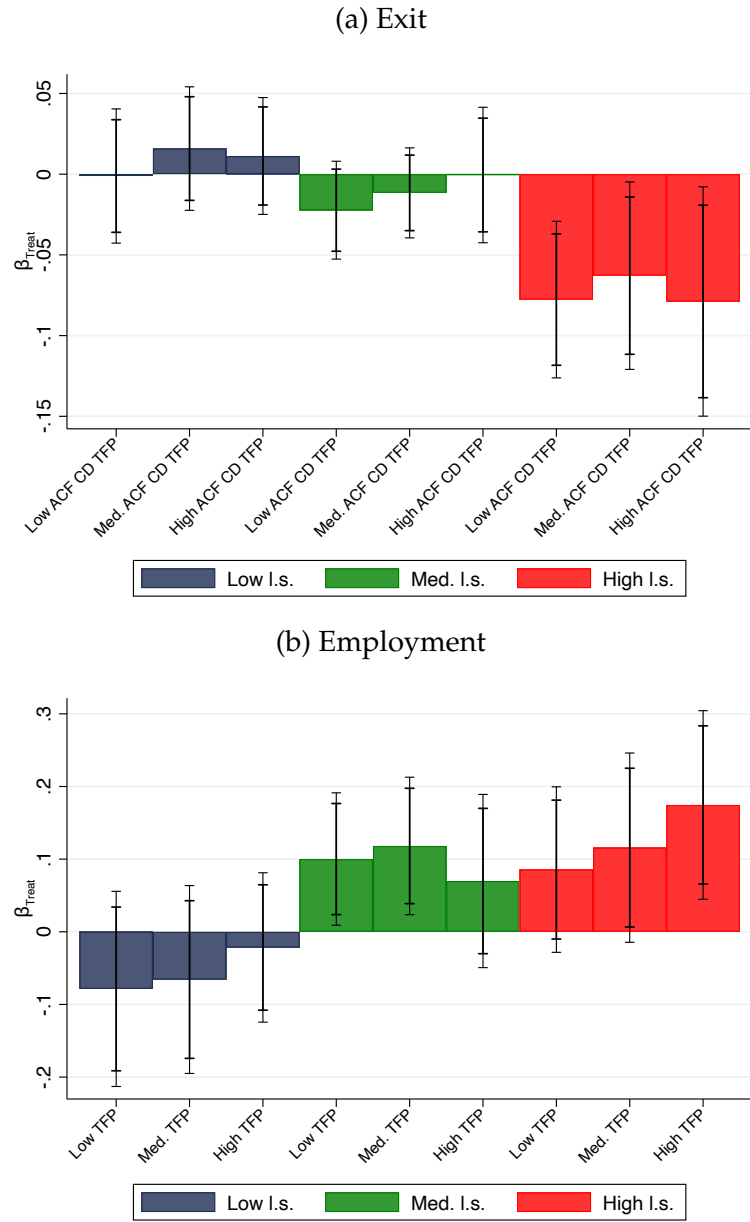 (a) Exit
.05
0
-.05
-.1
-.15
βTreat
Low ACF CD TFP
Med. ACF CD TFP
High ACF CD TFP
Low ACF CD TFP
Med. ACF CD TFP
High ACF CD TFP
Low ACF CD TFP
Med. ACF CD TFP
High ACF CD TFP
Low l.s. Med. l.s. High l.s.
(b) Employment
.3
.2
.1
0
-.1
-.2
βTreat
Low TFP
Med. TFP
High TFP
Low TFP
Med. TFP
High TFP
Low TFP
Med. TFP
High TFP
Low l.s. Med. l.s. High l.s.